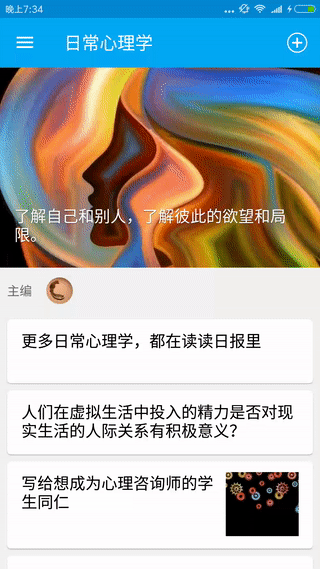 晚上7:34
日常心理学
了解自己和别人，了解彼此的欲望和局
限。
主编
更多日常心理学，都在读读日报里
人们在虚拟生活中投入的精力是否对现
实生活的人际关系有积极意义？
写给想成为心理咨询师的学
生同仁